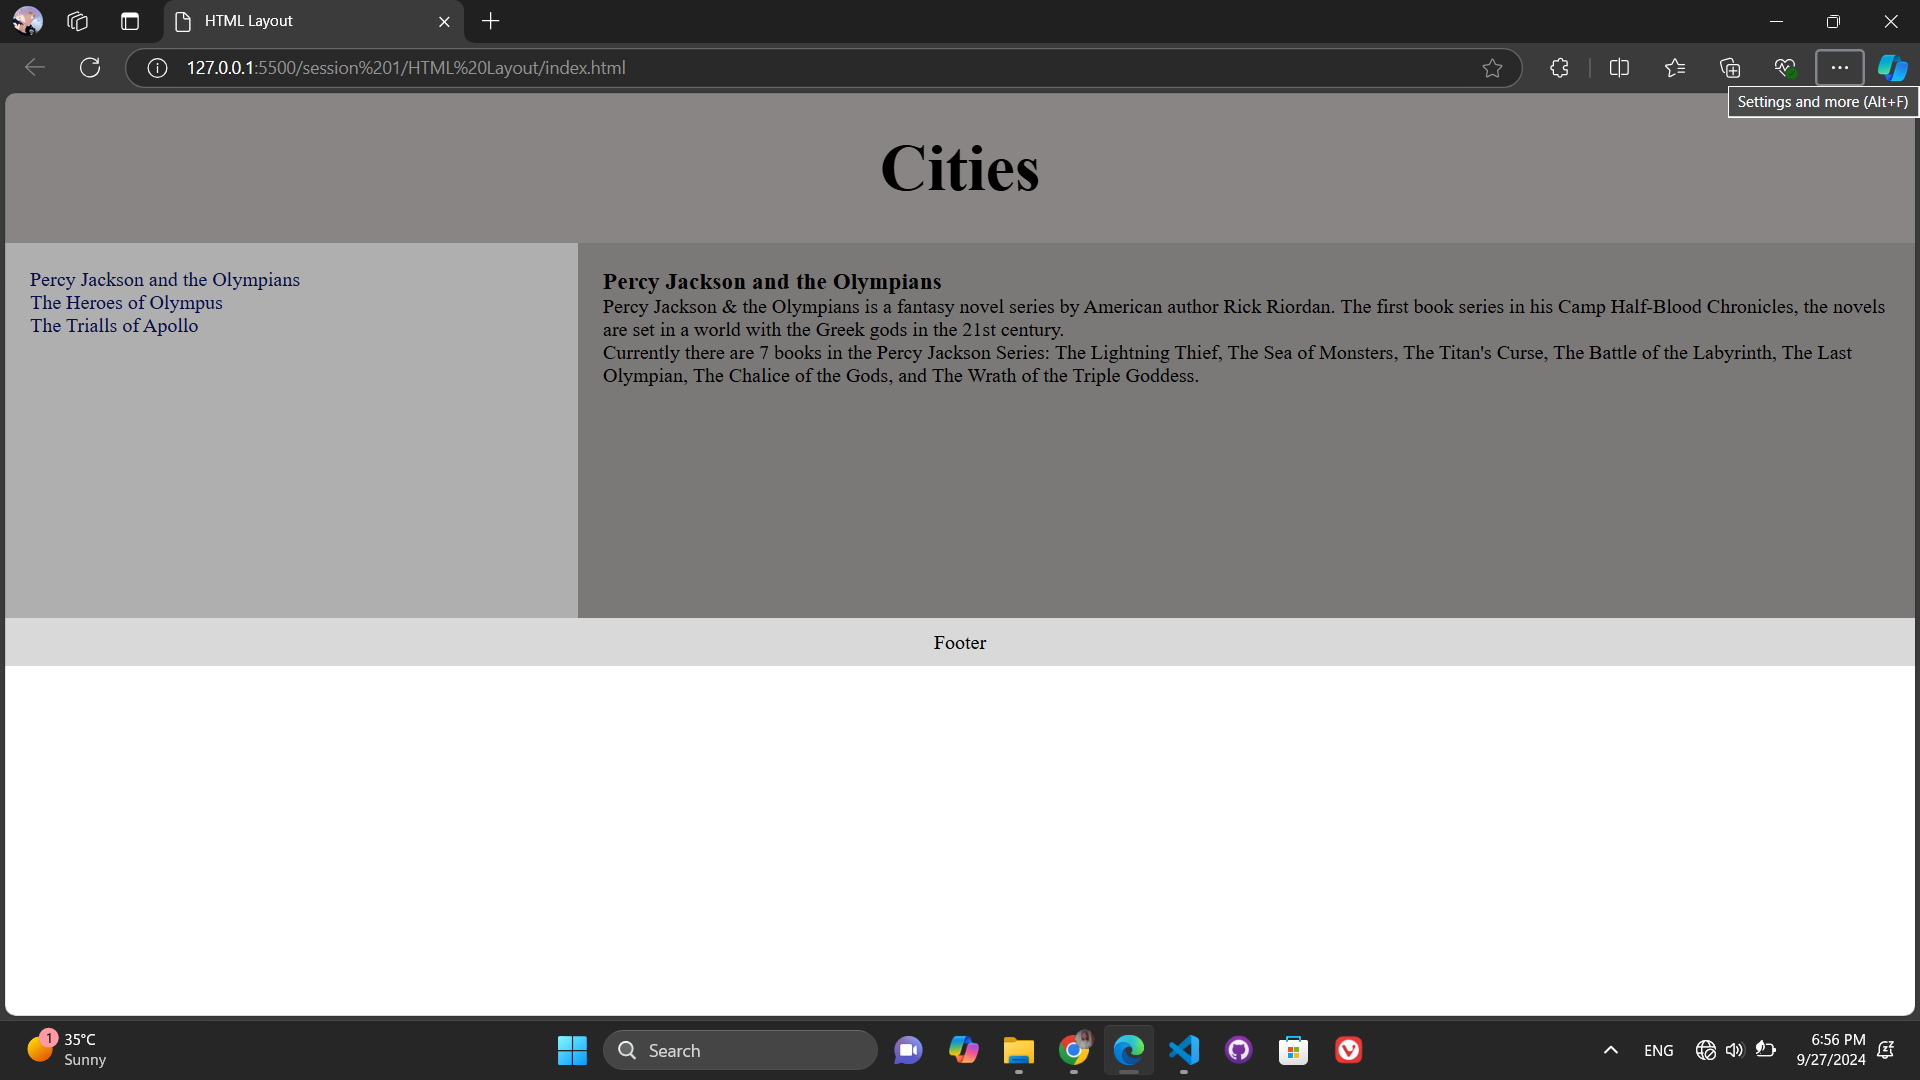 HTML Layout
127.0.0.1:5500/session%201/HTML%20Layout/index.html
Settings and more (Alt+F)
Cities
Percy Jackson and the Olympians
The Heroes of Olympus
The Trialls of Apollo
Percy Jackson and the Olympians
Percy Jackson & the Olympians is a fantasy novel series by American author Rick Riordan. The first book series in his Camp Half-Blood Chronicles, the novels
are set in a world with the Greek gods in the 21st century.
Currently there are 7 books in the Percy Jackson Series: The Lightning Thief, The Sea of Monsters, The Titan's Curse, The Battle of the Labyrinth, The Last
Olympian, The Chalice of the Gods, and The Wrath of the Triple Goddess.
Footer
1
35°C
Sunny
Search
ENG
6:56 PM
9/27/2024